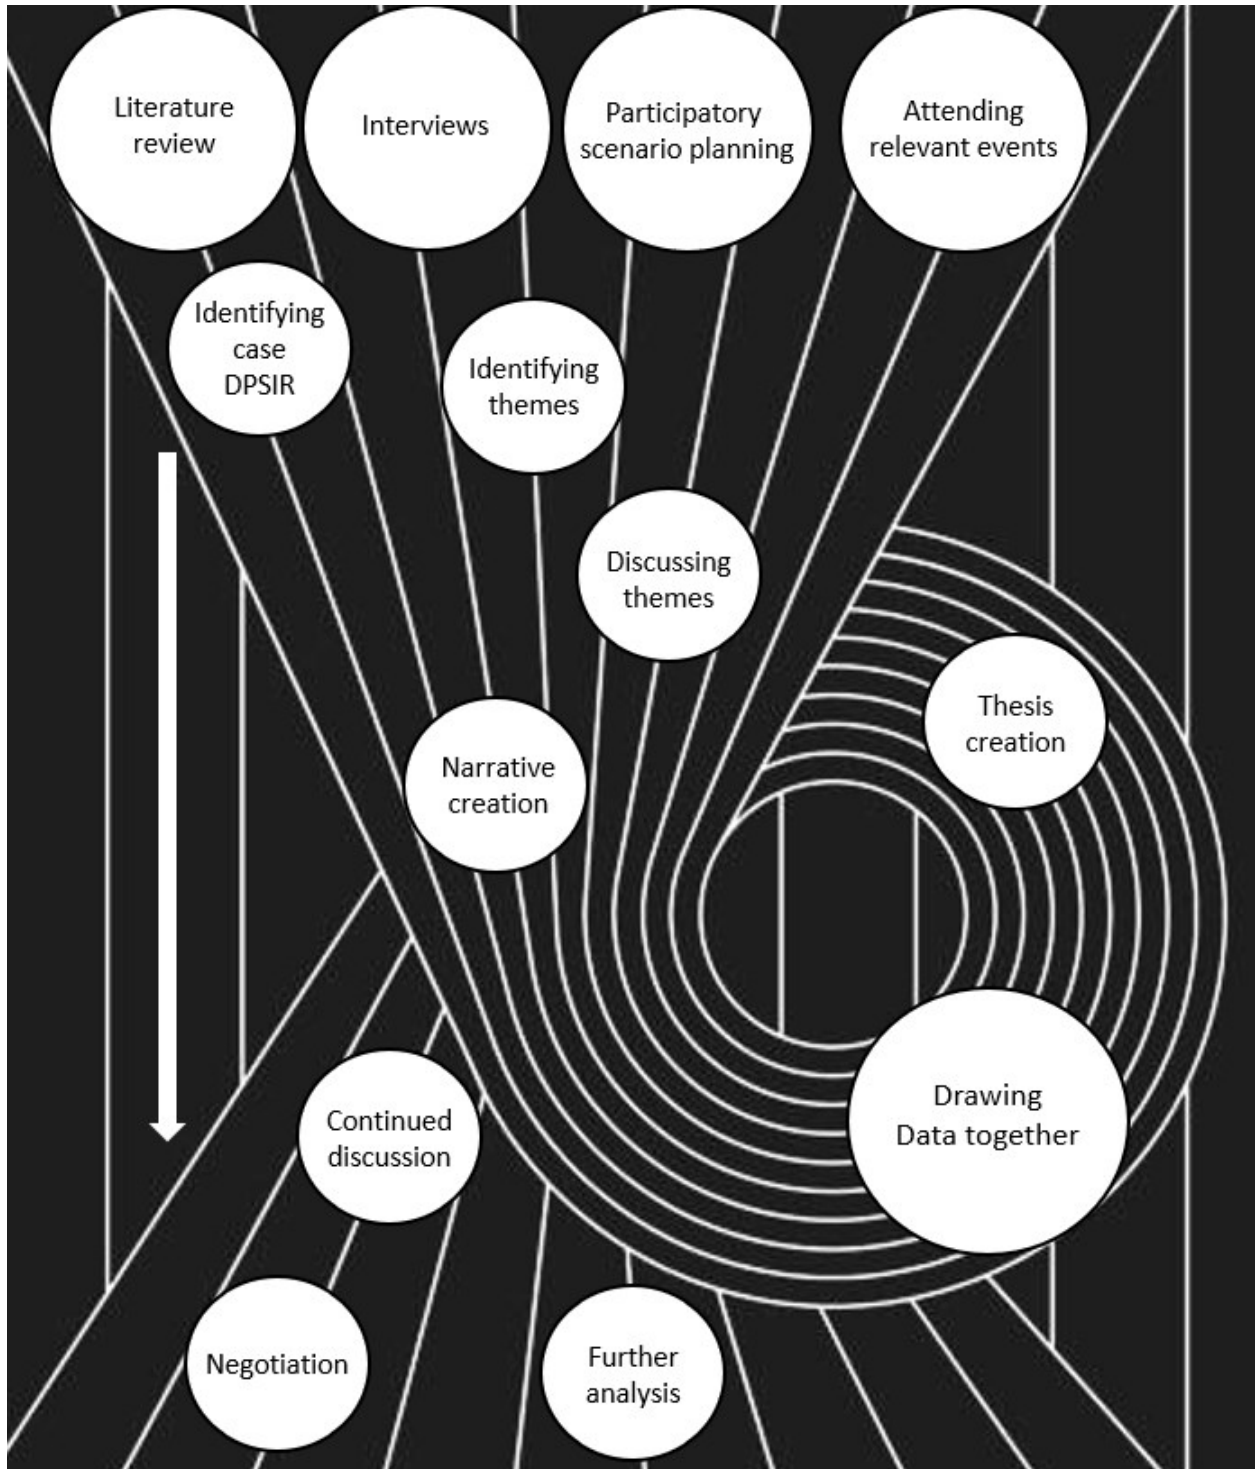 Literature
review
Interviews
Participatory
scenario planning
Attending
relevant events
Identifying
case
DPSIR
Identifying
themes
Discussing
themes
Thesis
creation
Narrative
creation
Drawing
Data together
Continued
discussion
Negotiation
Further
analysis